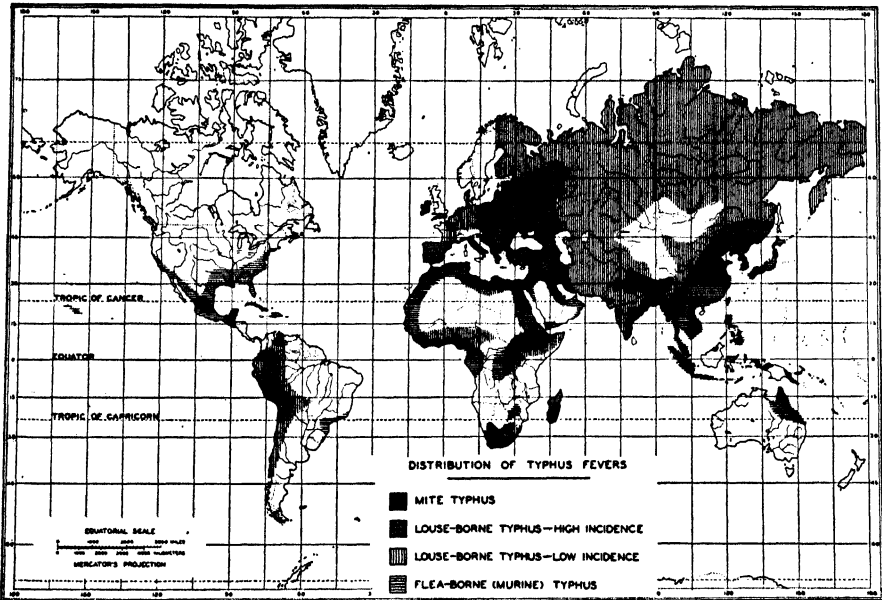 TROPIC OF CANCER
EQUATOR
TROPIC OF CAPRICORN
DISTRIBUTION OF TYPHUS FEVERS
MITE TYPHUS
LOUSE-BORNE TYPHUS—HIGH INCIDENCE
LOUSE-BORNE TYPHUS—LOW INCIDENCE
FLEA-BORNE (MURINE) TYPHUS
EQUATORIAL SCALE
MERCATOR'S PROJECTION